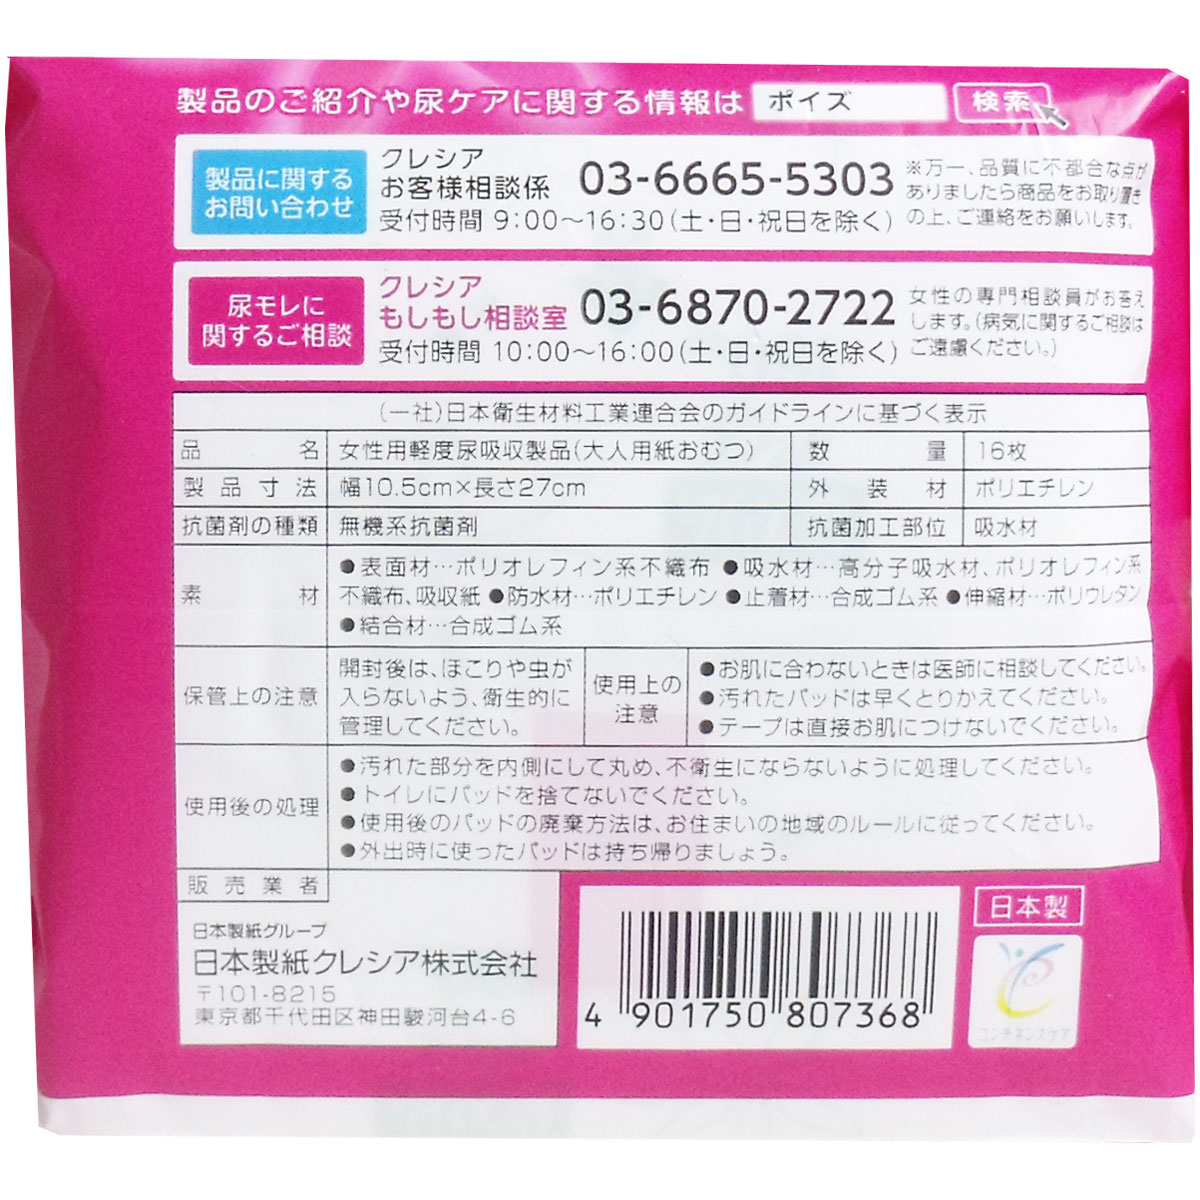 製品のご紹介や尿ケアに関する情報は ポイズ 検索
製品に関する
お問い合わせ
クレシア
お客様相談係 03-6665-5303
受付時間 9:00〜16:30(土・日・祝日を除く)
※万一、品質に不都合な点が
ありましたら商品をお取り置き
の上、ご連絡をお願いします。
尿モレに
関するご相談
クレシア
もしもし相談室 03-6870-2722
受付時間 10:00〜16:00(土・日・祝日を除く)
女性の専門相談員がお答え
します。(病気に関するご相談は
ご遠慮ください。)
(一社)日本衛生材料工業連合会のガイドラインに基づく表示
品名 女性用軽度尿吸収製品(大人用紙おむつ) 数量 16枚
製品寸法 幅10.5cm×長さ27cm 外装材 ポリエチレン
抗菌剤の種類 無機系抗菌剤 抗菌加工部位 吸水材
素材
●表面材…ポリオレフィン系不織布 ●吸水材…高分子吸水材、ポリオレフィン系
不織布、吸収紙 ●防水材…ポリエチレン ●止着材…合成ゴム系 ●伸縮材…ポリウレタン
●結合材…合成ゴム系
保管上の注意
開封後は、ほこりや虫が
入らないよう、衛生的に
管理してください。
使用上の
注意
●お肌に合わないときは医師に相談してください。
●汚れたパッドは早くとりかえてください。
●テープは直接お肌につけないでください。
使用後の処理
●汚れた部分を内側にして丸め、不衛生にならないように処理してください。
●トイレにパッドを捨てないでください。
●使用後のパッドの廃棄方法は、お住まいの地域のルールに従ってください。
●外出時に使ったパッドは持ち帰りましょう。
販売業者
日本製紙グループ
日本製紙クレシア株式会社
〒101-8215
東京都千代田区神田駿河台4-6
4 901750 807368
日本製
コンチネンスケア